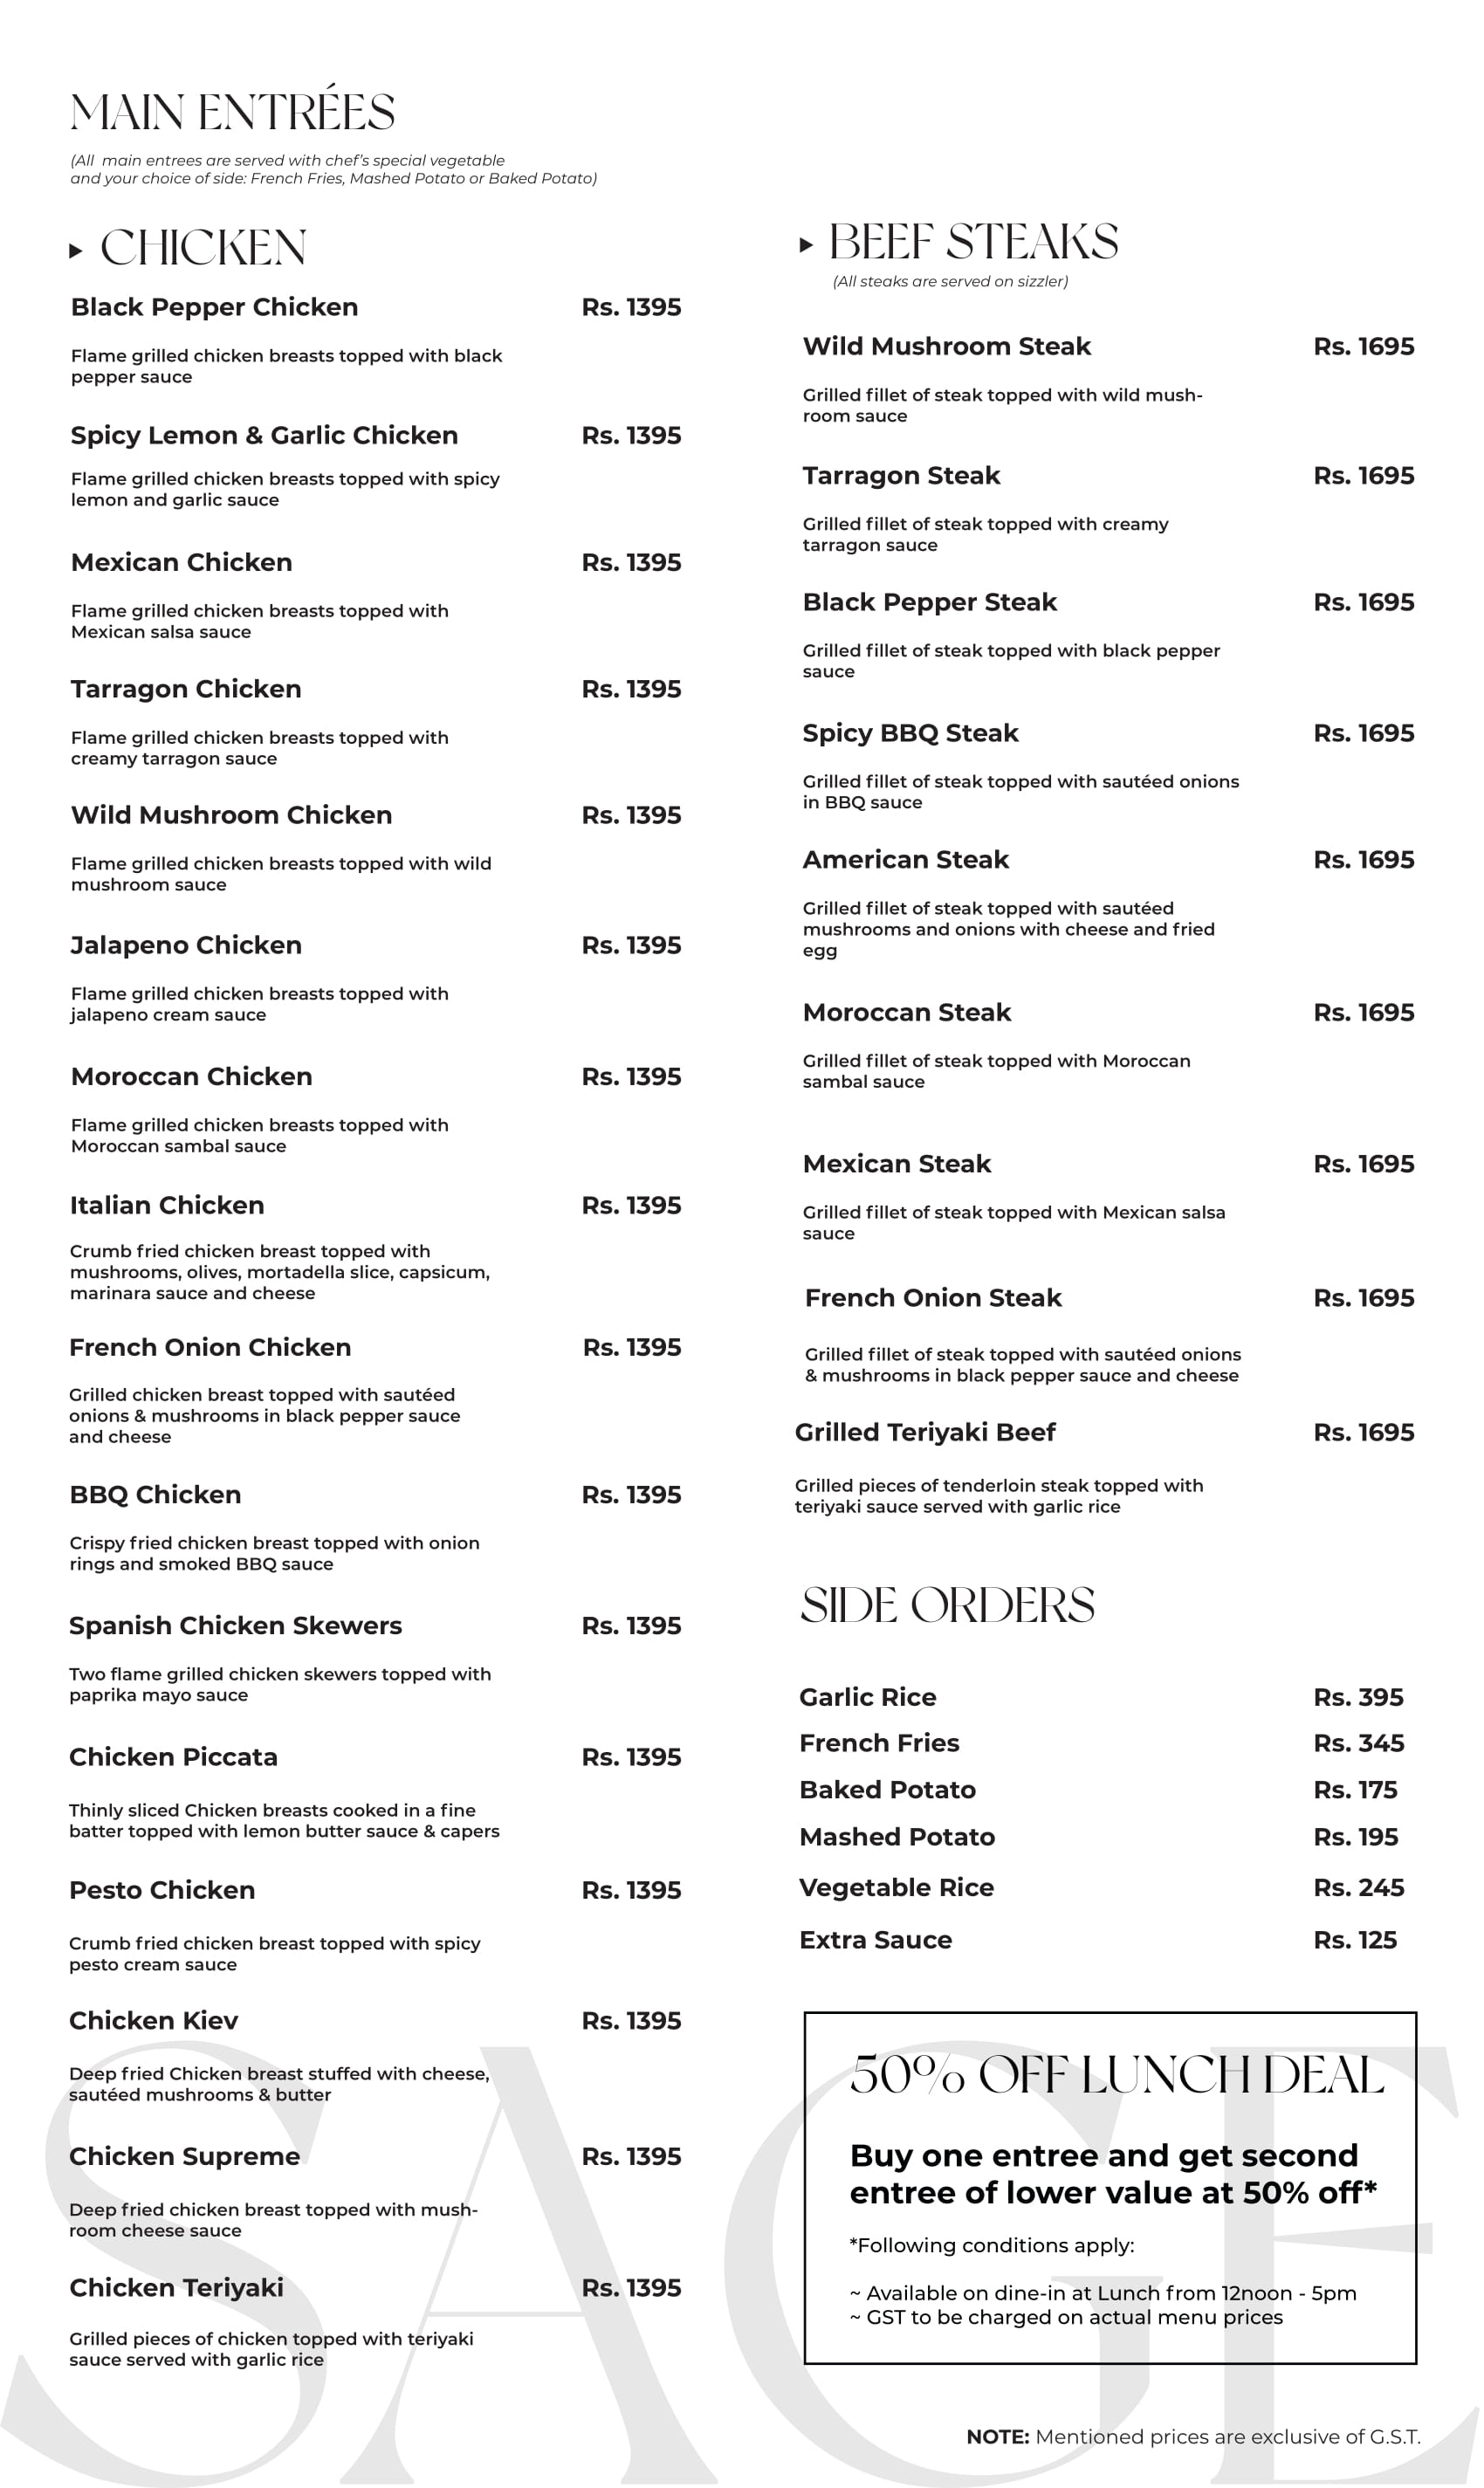 MAIN ENTRÉES
(All main entrees are served with chef's special vegetable
and your choice of side: French Fries, Mashed Potato or Baked Potato)
CHICKEN
Black Pepper Chicken Rs. 1395
Flame grilled chicken breasts topped with black
pepper sauce
Spicy Lemon & Garlic Chicken Rs. 1395
Flame grilled chicken breasts topped with spicy
lemon and garlic sauce
Mexican Chicken Rs. 1395
Flame grilled chicken breasts topped with
Mexican salsa sauce
Tarragon Chicken Rs. 1395
Flame grilled chicken breasts topped with
creamy tarragon sauce
Wild Mushroom Chicken Rs. 1395
Flame grilled chicken breasts topped with wild
mushroom sauce
Jalapeno Chicken Rs. 1395
Flame grilled chicken breasts topped with
jalapeno cream sauce
Moroccan Chicken Rs. 1395
Flame grilled chicken breasts topped with
Moroccan sambal sauce
Italian Chicken Rs. 1395
Crumb fried chicken breast topped with
mushrooms, olives, mortadella slice, capsicum,
marinara sauce and cheese
French Onion Chicken Rs. 1395
Grilled chicken breast topped with sautéed
onions & mushrooms in black pepper sauce
and cheese
BBQ Chicken Rs. 1395
Crispy fried chicken breast topped with onion
rings and smoked BBQ sauce
Spanish Chicken Skewers Rs. 1395
Two flame grilled chicken skewers topped with
paprika mayo sauce
Chicken Piccata Rs. 1395
Thinly sliced Chicken breasts cooked in a fine
batter topped with lemon butter sauce & capers
Pesto Chicken Rs. 1395
Crumb fried chicken breast topped with spicy
pesto cream sauce
Chicken Kiev Rs. 1395
Deep fried Chicken breast stuffed with cheese,
sautéed mushrooms & butter
Chicken Supreme Rs. 1395
Deep fried chicken breast topped with mush-
room cheese sauce
Chicken Teriyaki Rs. 1395
Grilled pieces of chicken topped with teriyaki
sauce served with garlic rice
BEEF STEAKS
(All steaks are served on sizzler)
Wild Mushroom Steak Rs. 1695
Grilled fillet of steak topped with wild mush-
room sauce
Tarragon Steak Rs. 1695
Grilled fillet of steak topped with creamy
tarragon sauce
Black Pepper Steak Rs. 1695
Grilled fillet of steak topped with black pepper
sauce
Spicy BBQ Steak Rs. 1695
Grilled fillet of steak topped with sautéed onions
in BBQ sauce
American Steak Rs. 1695
Grilled fillet of steak topped with sautéed
mushrooms and onions with cheese and fried
egg
Moroccan Steak Rs. 1695
Grilled fillet of steak topped with Moroccan
sambal sauce
Mexican Steak Rs. 1695
Grilled fillet of steak topped with Mexican salsa
sauce
French Onion Steak Rs. 1695
Grilled fillet of steak topped with sautéed onions
& mushrooms in black pepper sauce and cheese
Grilled Teriyaki Beef Rs. 1695
Grilled pieces of tenderloin steak topped with
teriyaki sauce served with garlic rice
SIDE ORDERS
Garlic Rice Rs. 395
French Fries Rs. 345
Baked Potato Rs. 175
Mashed Potato Rs. 195
Vegetable Rice Rs. 245
Extra Sauce Rs. 125
50% OFF LUNCH DEAL
Buy one entree and get second
entree of lower value at 50% off*
*Following conditions apply:
~ Available on dine-in at Lunch from 12noon - 5pm
~ GST to be charged on actual menu prices
SAGE
NOTE: Mentioned prices are exclusive of G.S.T.